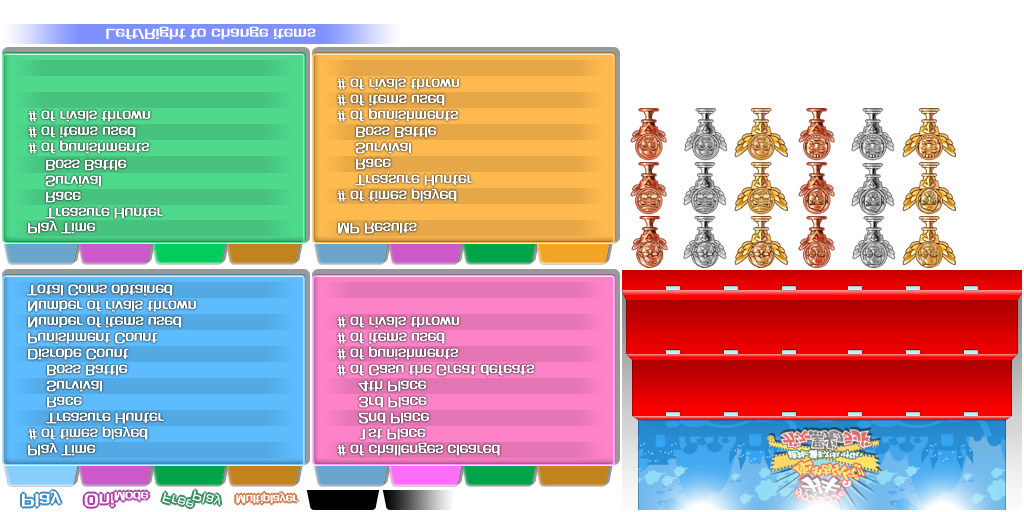 Play
Oni Mode
Free Play
Multiplayer
Play Time
# of times played
Treasure Hunter
Race
Survival
Boss Battle
Disrobe Count
Punishment Count
Number of items used
Number of rivals thrown
Total Coins obtained
# of challenges cleared
1st Place
2nd Place
3rd Place
4th Place
# of Gasu the Great defeats
# of punishments
# of items used
# of rivals thrown
Play Time
Treasure Hunter
Race
Survival
Boss Battle
# of punishments
# of items used
# of rivals thrown
MP Results
# of times played
Treasure Hunter
Race
Survival
Boss Battle
# of punishments
# of items used
# of rivals thrown
Left/Right to change items